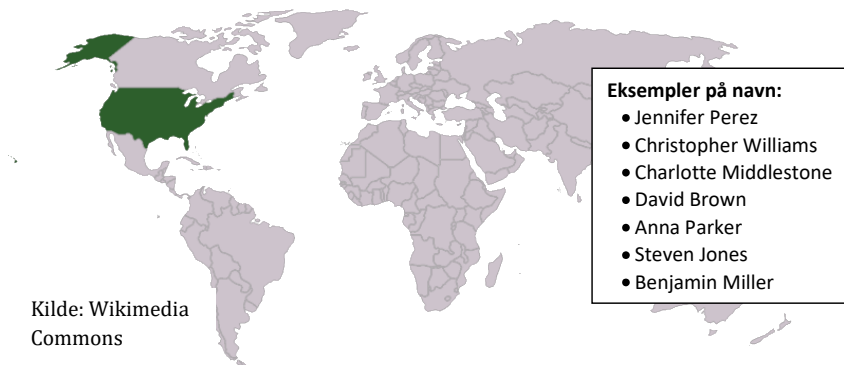 Eksempler på navn:
• Jennifer Perez
• Christopher Williams
• Charlotte Middlestone
• David Brown
• Anna Parker
• Steven Jones
• Benjamin Miller
Kilde: Wikimedia
Commons